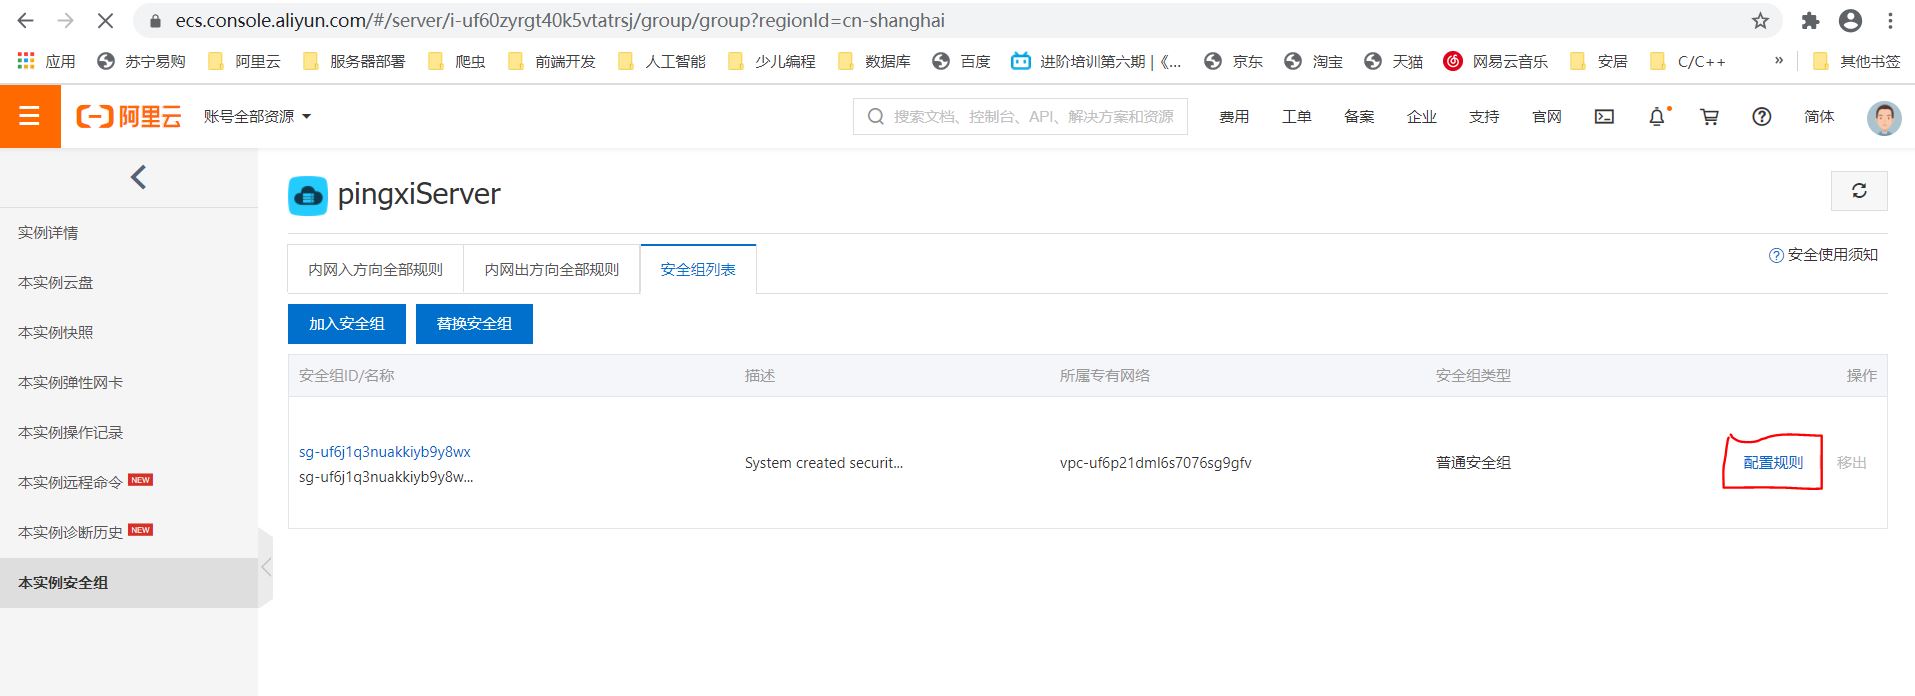 ecs.console.aliyun.com/#/server/i-uf60zyrgt40k5vtatrsj/group/group?regionId=cn-shanghai
应用 苏宁易购 阿里云 服务器部署 爬虫 前端开发 人工智能 少儿编程 数据库 百度 进阶培训第六期 |《... 京东 淘宝 天猫 网易云音乐 安居 C/C++ » 其他书签
阿里云 账号全部资源 搜索文档、控制台、API、解决方案和资源 费用 工单 备案 企业 支持 官网 简体
pingxiServer
实例详情
本实例云盘
本实例快照
本实例弹性网卡
本实例操作记录
本实例远程命令 NEW
本实例诊断历史 NEW
本实例安全组
内网入方向全部规则 内网出方向全部规则 安全组列表 安全使用须知
加入安全组 替换安全组
安全组ID/名称 描述 所属专有网络 安全组类型 操作
sg-uf6j1q3nuakkiyb9y8wx
sg-uf6j1q3nuakkiyb9y8w...
System created securit... vpc-uf6p21dml6s7076sg9gfv 普通安全组 配置规则 移出